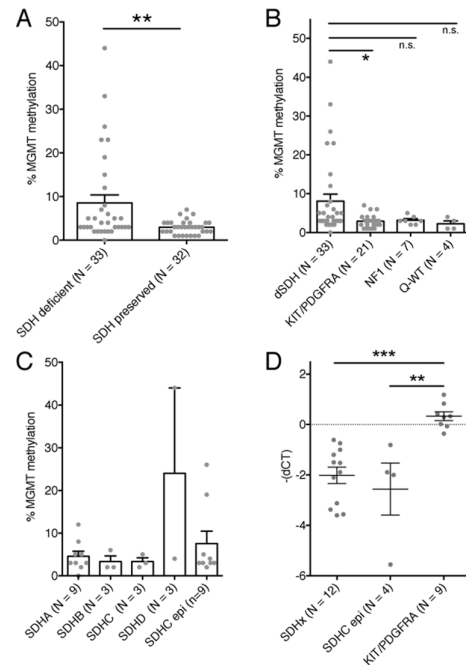 A
**
% MGMT methylation
50
40
30
20
10
0
SDH deficient (N = 33)
SDH preserved (N = 32)
B
n.s.
n.s.
*
% MGMT methylation
50
40
30
20
10
0
dSDH (N = 33)
KIT/PDGFRA (N = 21)
NF1 (N = 7)
Q-WT (N = 4)
C
% MGMT methylation
50
40
30
20
10
0
SDHA (N = 9)
SDHB (N = 3)
SDHC (N = 3)
SDHD (N = 3)
SDHC epi (n=9)
D
***
**
-(dCT)
2
0
-2
-4
-6
SDHx (N = 12)
SDHC epi (N = 4)
KIT/PDGFRA (N = 9)